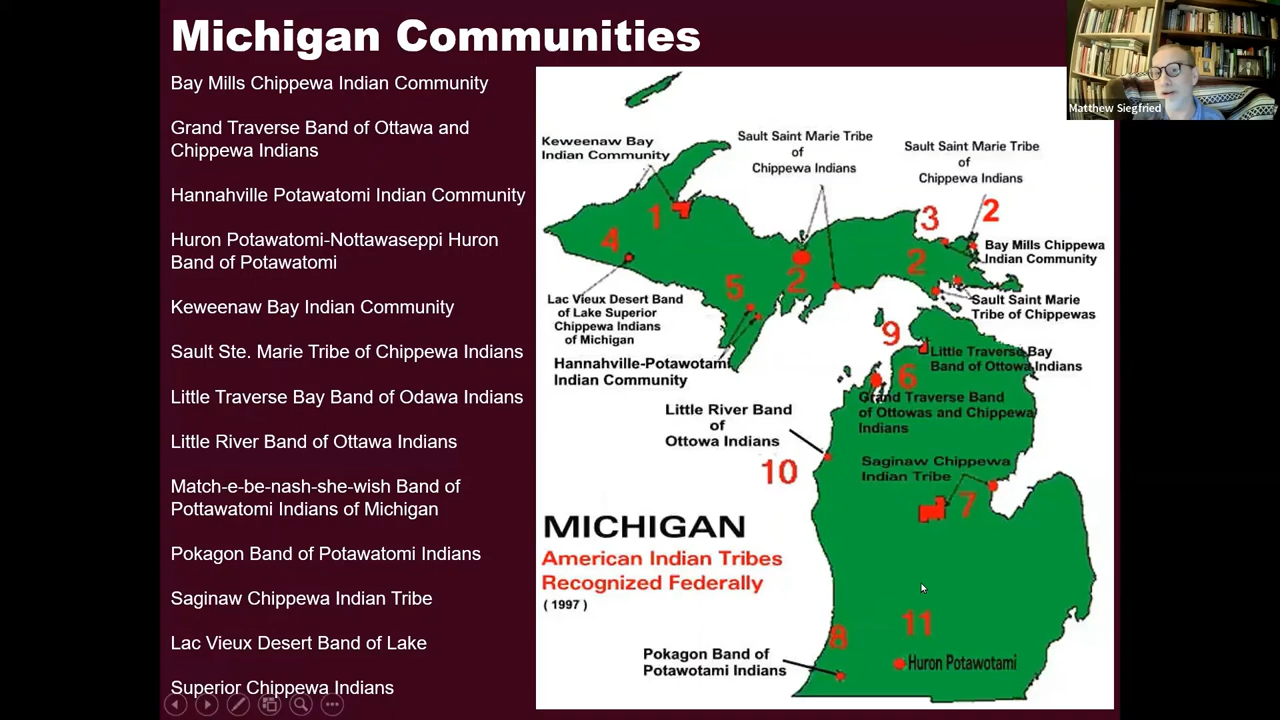 Michigan Communities
Bay Mills Chippewa Indian Community
Grand Traverse Band of Ottawa and
Chippewa Indians
Hannahville Potawatomi Indian Community
Huron Potawatomi-Nottawaseppi Huron
Band of Potawatomi
Keweenaw Bay Indian Community
Sault Ste. Marie Tribe of Chippewa Indians
Little Traverse Bay Band of Odawa Indians
Little River Band of Ottawa Indians
Match-e-be-nash-she-wish Band of
Pottawatomi Indians of Michigan
Pokagon Band of Potawatomi Indians
Saginaw Chippewa Indian Tribe
Lac Vieux Desert Band of Lake
Superior Chippewa Indians
Matthew Siegfried
Keweenaw Bay
Indian Community
Sault Saint Marie Tribe
of
Chippewa Indians
Sault Saint Marie Tribe
of
Chippewa Indians
1
3
2
4
Bay Mills Chippewa
Indian Community
2
2
5
Lac Vieux Desert Band
of Lake Superior
Chippewa Indians
of Michigan
Sault Saint Marie
Tribe of Chippewas
9
Little Traverse Bay
Band of Ottowa Indians
Hannahville-Potawotami
Indian Community
6
Grand Traverse Band
of Ottowas and Chippewa
Indians
Little River Band
of
Ottowa Indians
10
Saginaw Chippewa
Indian Tribe
7
MICHIGAN
American Indian Tribes
Recognized Federally
( 1997 )
8
11
Pokagon Band of
Potawotami Indians
Huron Potawotami